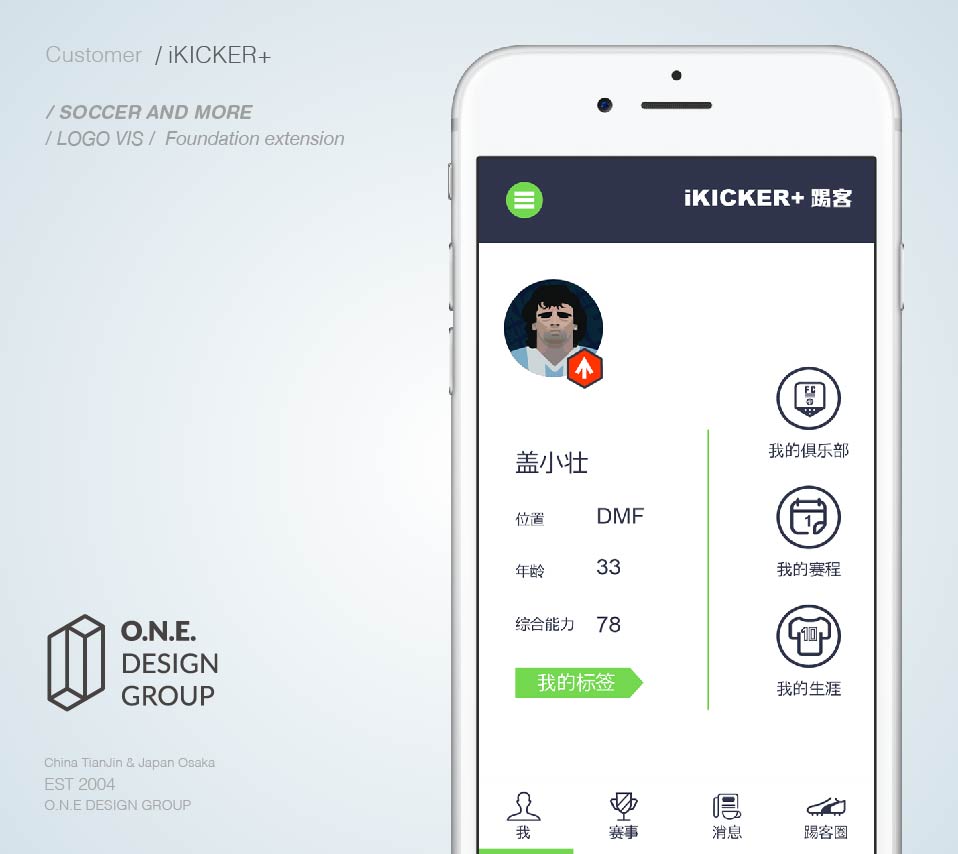 Customer / iKICKER+
/ SOCCER AND MORE
/ LOGO VIS / Foundation extension
iKICKER+ 踢客
FC
我的俱乐部
盖小壮
位置 DMF
1
我的赛程
年龄 33
综合能力 78
10
我的标签
我的生涯
O.N.E.
DESIGN
GROUP
China TianJin & Japan Osaka
EST 2004
O.N.E DESIGN GROUP
我 赛事 消息 踢客圈